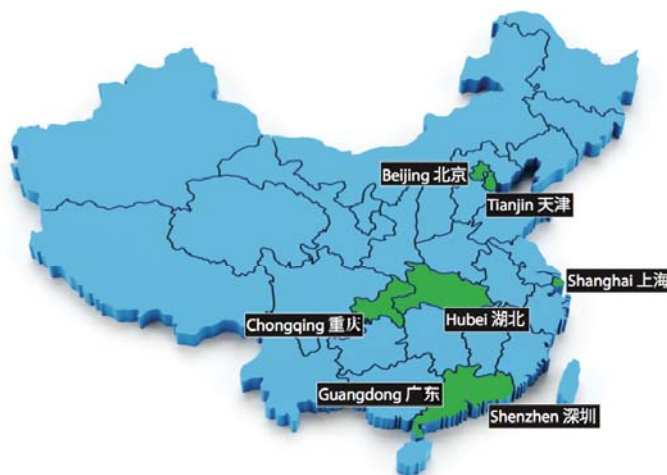 Beijing 北京
Tianjin 天津
Shanghai 上海
Chongqing 重庆
Hubei 湖北
Guangdong 广东
Shenzhen 深圳